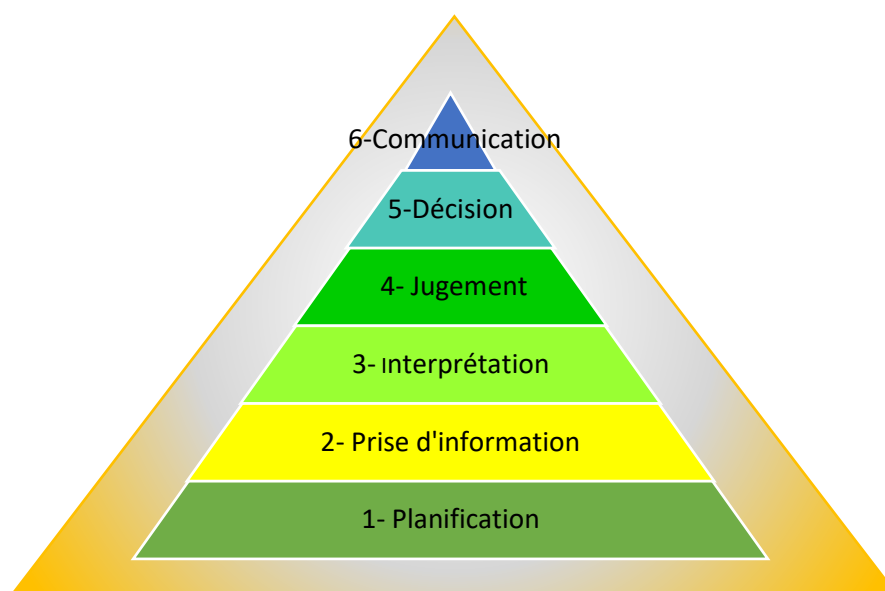 6-Communication
5-Décision
4- Jugement
3- Interprétation
2- Prise d'information
1- Planification